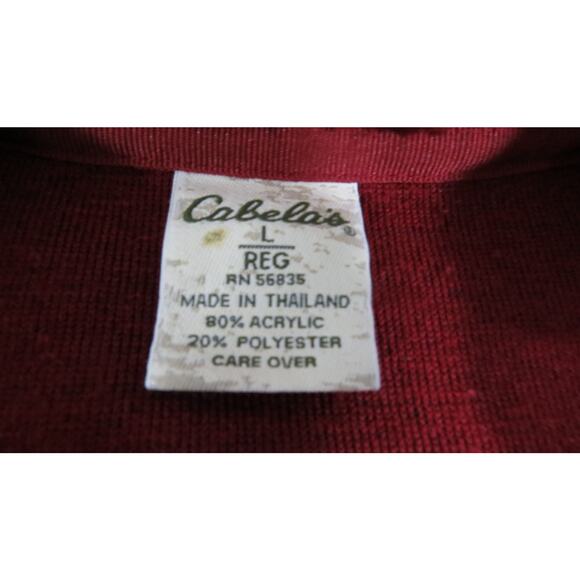 Cabela's®
L
REG
RN 56835
MADE IN THAILAND
80% ACRYLIC
20% POLYESTER
CARE OVER